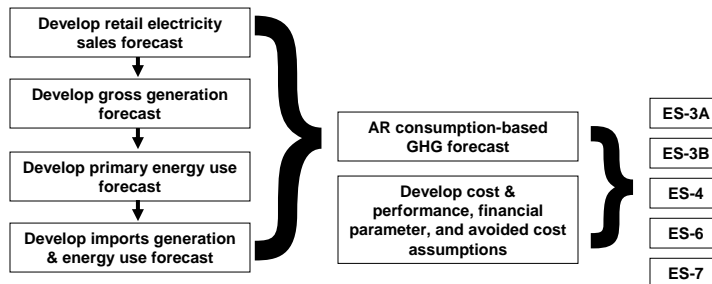 Develop retail electricity
sales forecast
Develop gross generation
forecast
Develop primary energy use
forecast
Develop imports generation
& energy use forecast
AR consumption-based
GHG forecast
Develop cost &
performance, financial
parameter, and avoided cost
assumptions
ES-3A
ES-3B
ES-4
ES-6
ES-7